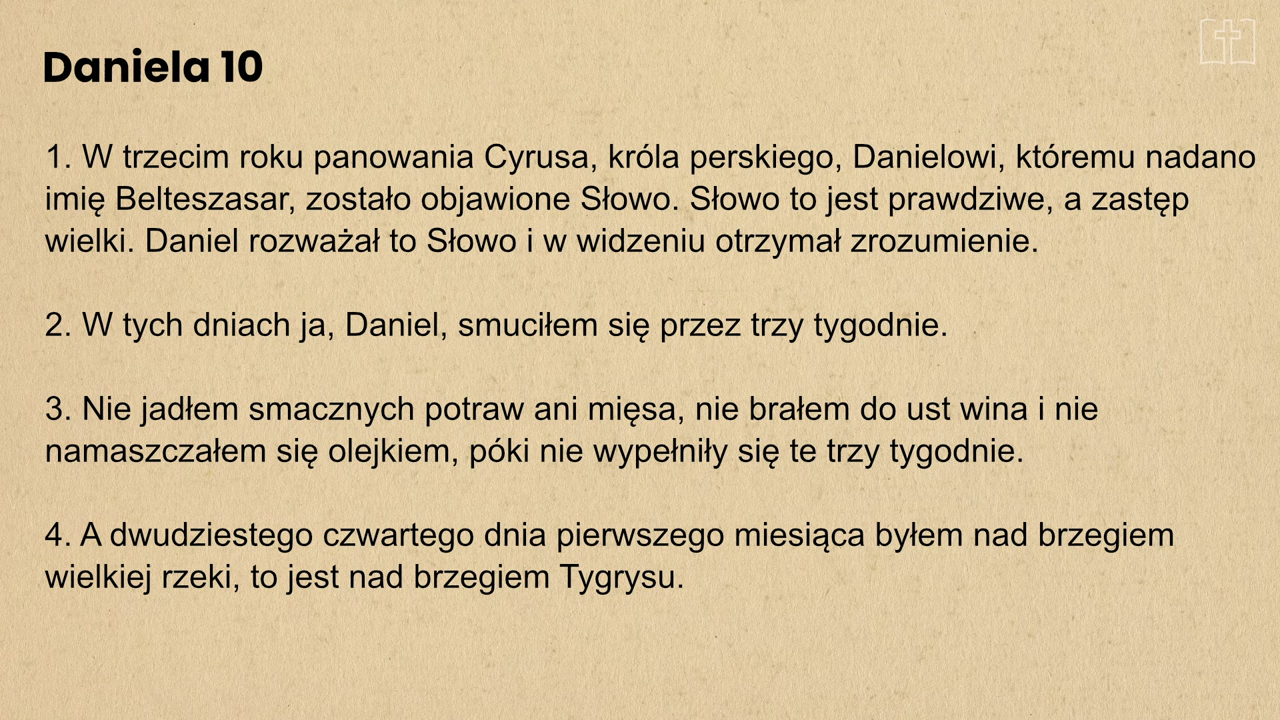 Daniela 10
1. W trzecim roku panowania Cyrusa, króla perskiego, Danielowi, któremu nadano
imię Belteszasar, zostało objawione Słowo. Słowo to jest prawdziwe, a zastęp
wielki. Daniel rozważał to Słowo i w widzeniu otrzymał zrozumienie.
2. W tych dniach ja, Daniel, smuciłem się przez trzy tygodnie.
3. Nie jadłem smacznych potraw ani mięsa, nie brałem do ust wina i nie
namaszczałem się olejkiem, póki nie wypełniły się te trzy tygodnie.
4. A dwudziestego czwartego dnia pierwszego miesiąca byłem nad brzegiem
wielkiej rzeki, to jest nad brzegiem Tygrysu.